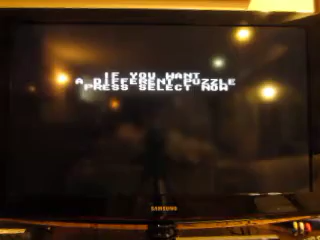 IF YOU WANT
A DIFFERENT PUZZLE
PRESS SELECT NOW
SAMSUNG